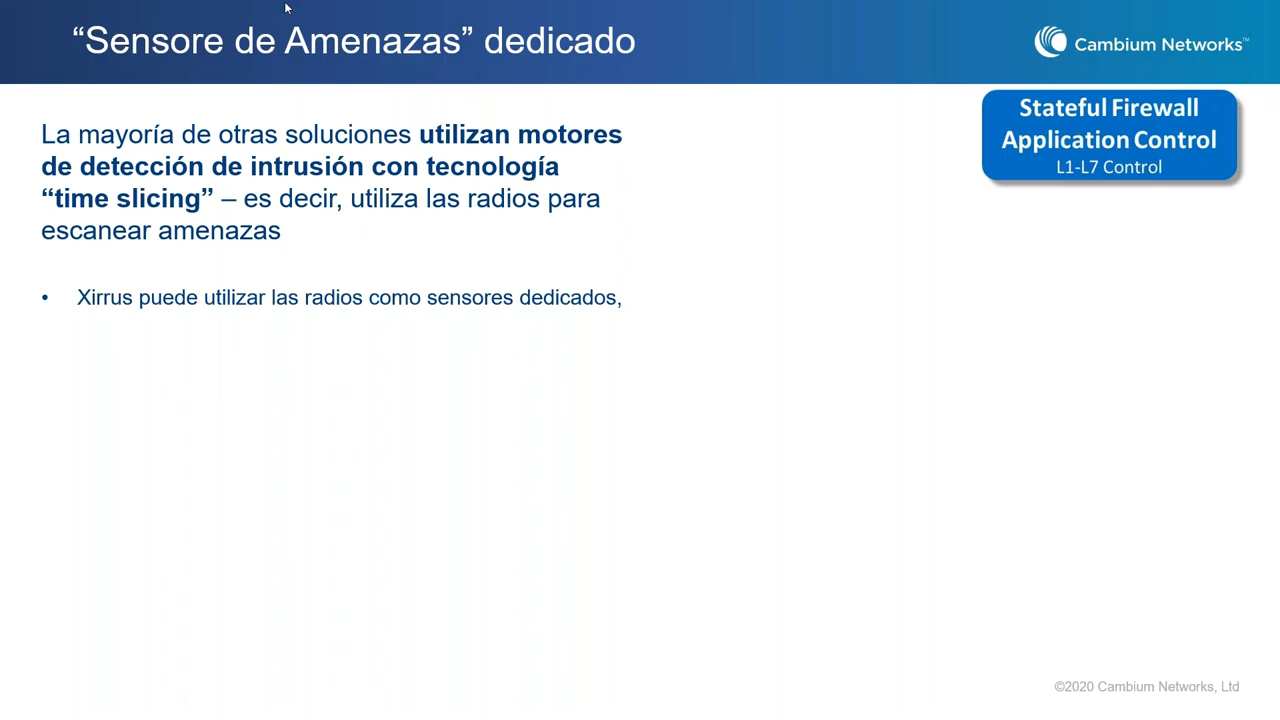 “Sensore de Amenazas” dedicado
Cambium Networks™
Stateful Firewall
Application Control
L1-L7 Control
La mayoría de otras soluciones utilizan motores
de detección de intrusión con tecnología
“time slicing” – es decir, utiliza las radios para
escanear amenazas
• Xirrus puede utilizar las radios como sensores dedicados,
©2020 Cambium Networks, Ltd